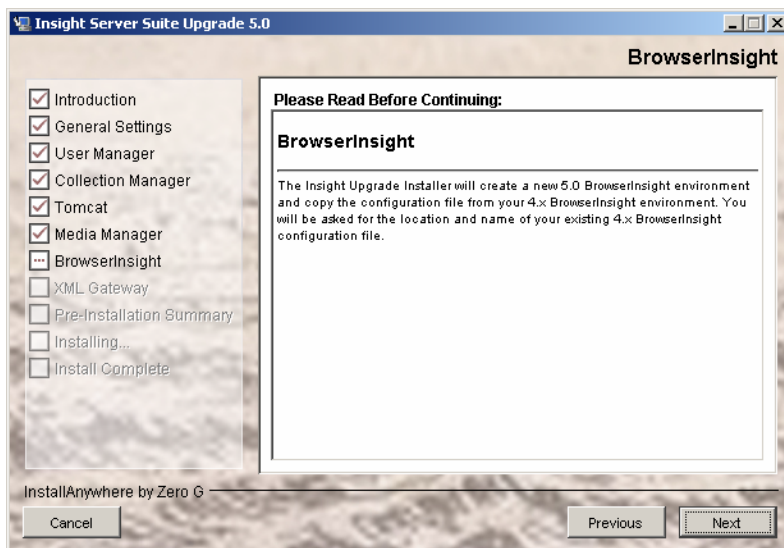 Insight Server Suite Upgrade 5.0
BrowserInsight
Introduction
General Settings
User Manager
Collection Manager
Tomcat
Media Manager
BrowserInsight
XML Gateway
Pre-Installation Summary
Installing...
Install Complete
Please Read Before Continuing:
BrowserInsight
The Insight Upgrade Installer will create a new 5.0 BrowserInsight environment
and copy the configuration file from your 4.x BrowserInsight environment. You
will be asked for the location and name of your existing 4.x BrowserInsight
configuration file.
InstallAnywhere by Zero G
Cancel
Previous
Next